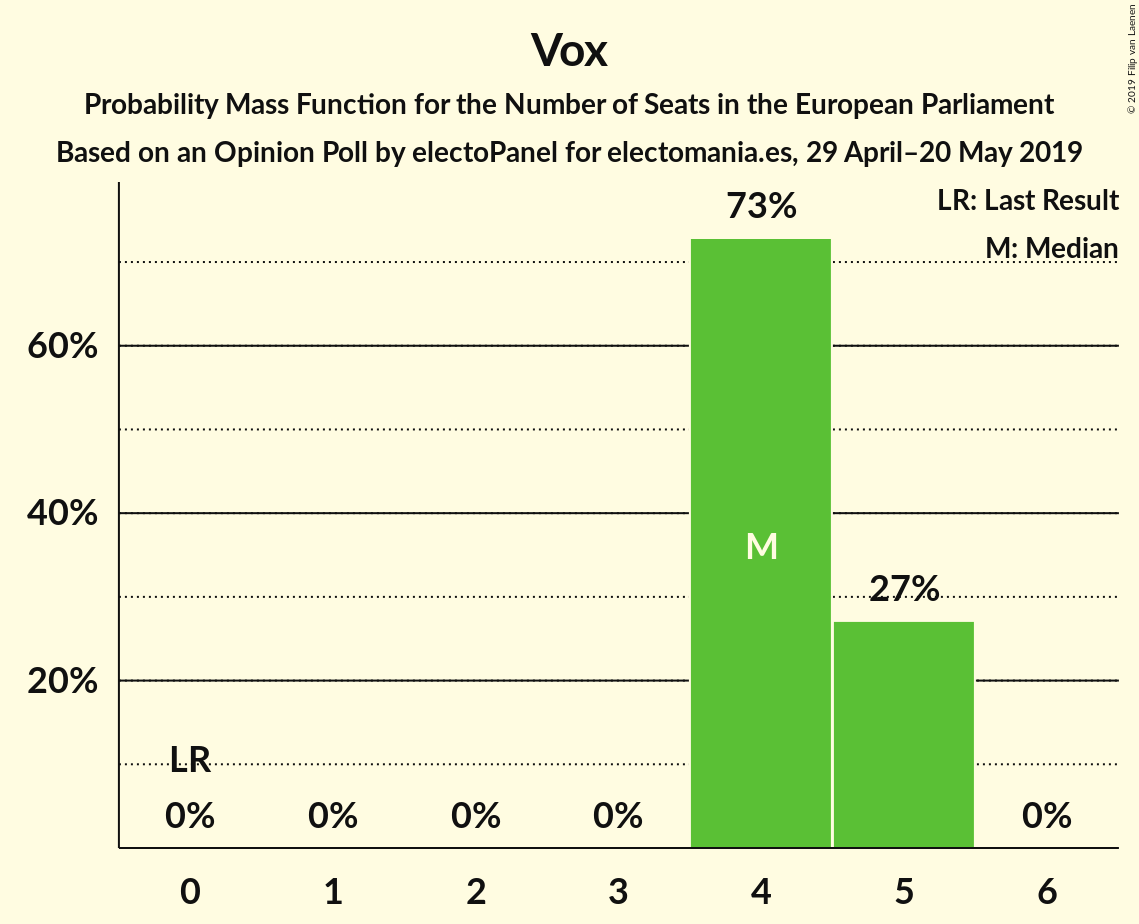 Vox
Probability Mass Function for the Number of Seats in the European Parliament
Based on an Opinion Poll by electoPanel for electomania.es, 29 April–20 May 2019
© 2019 Filip van Laenen
LR: Last Result
M: Median
73%
60%
40%
M
27%
20%
LR
0% 0% 0% 0% 0%
0 1 2 3 4 5 6